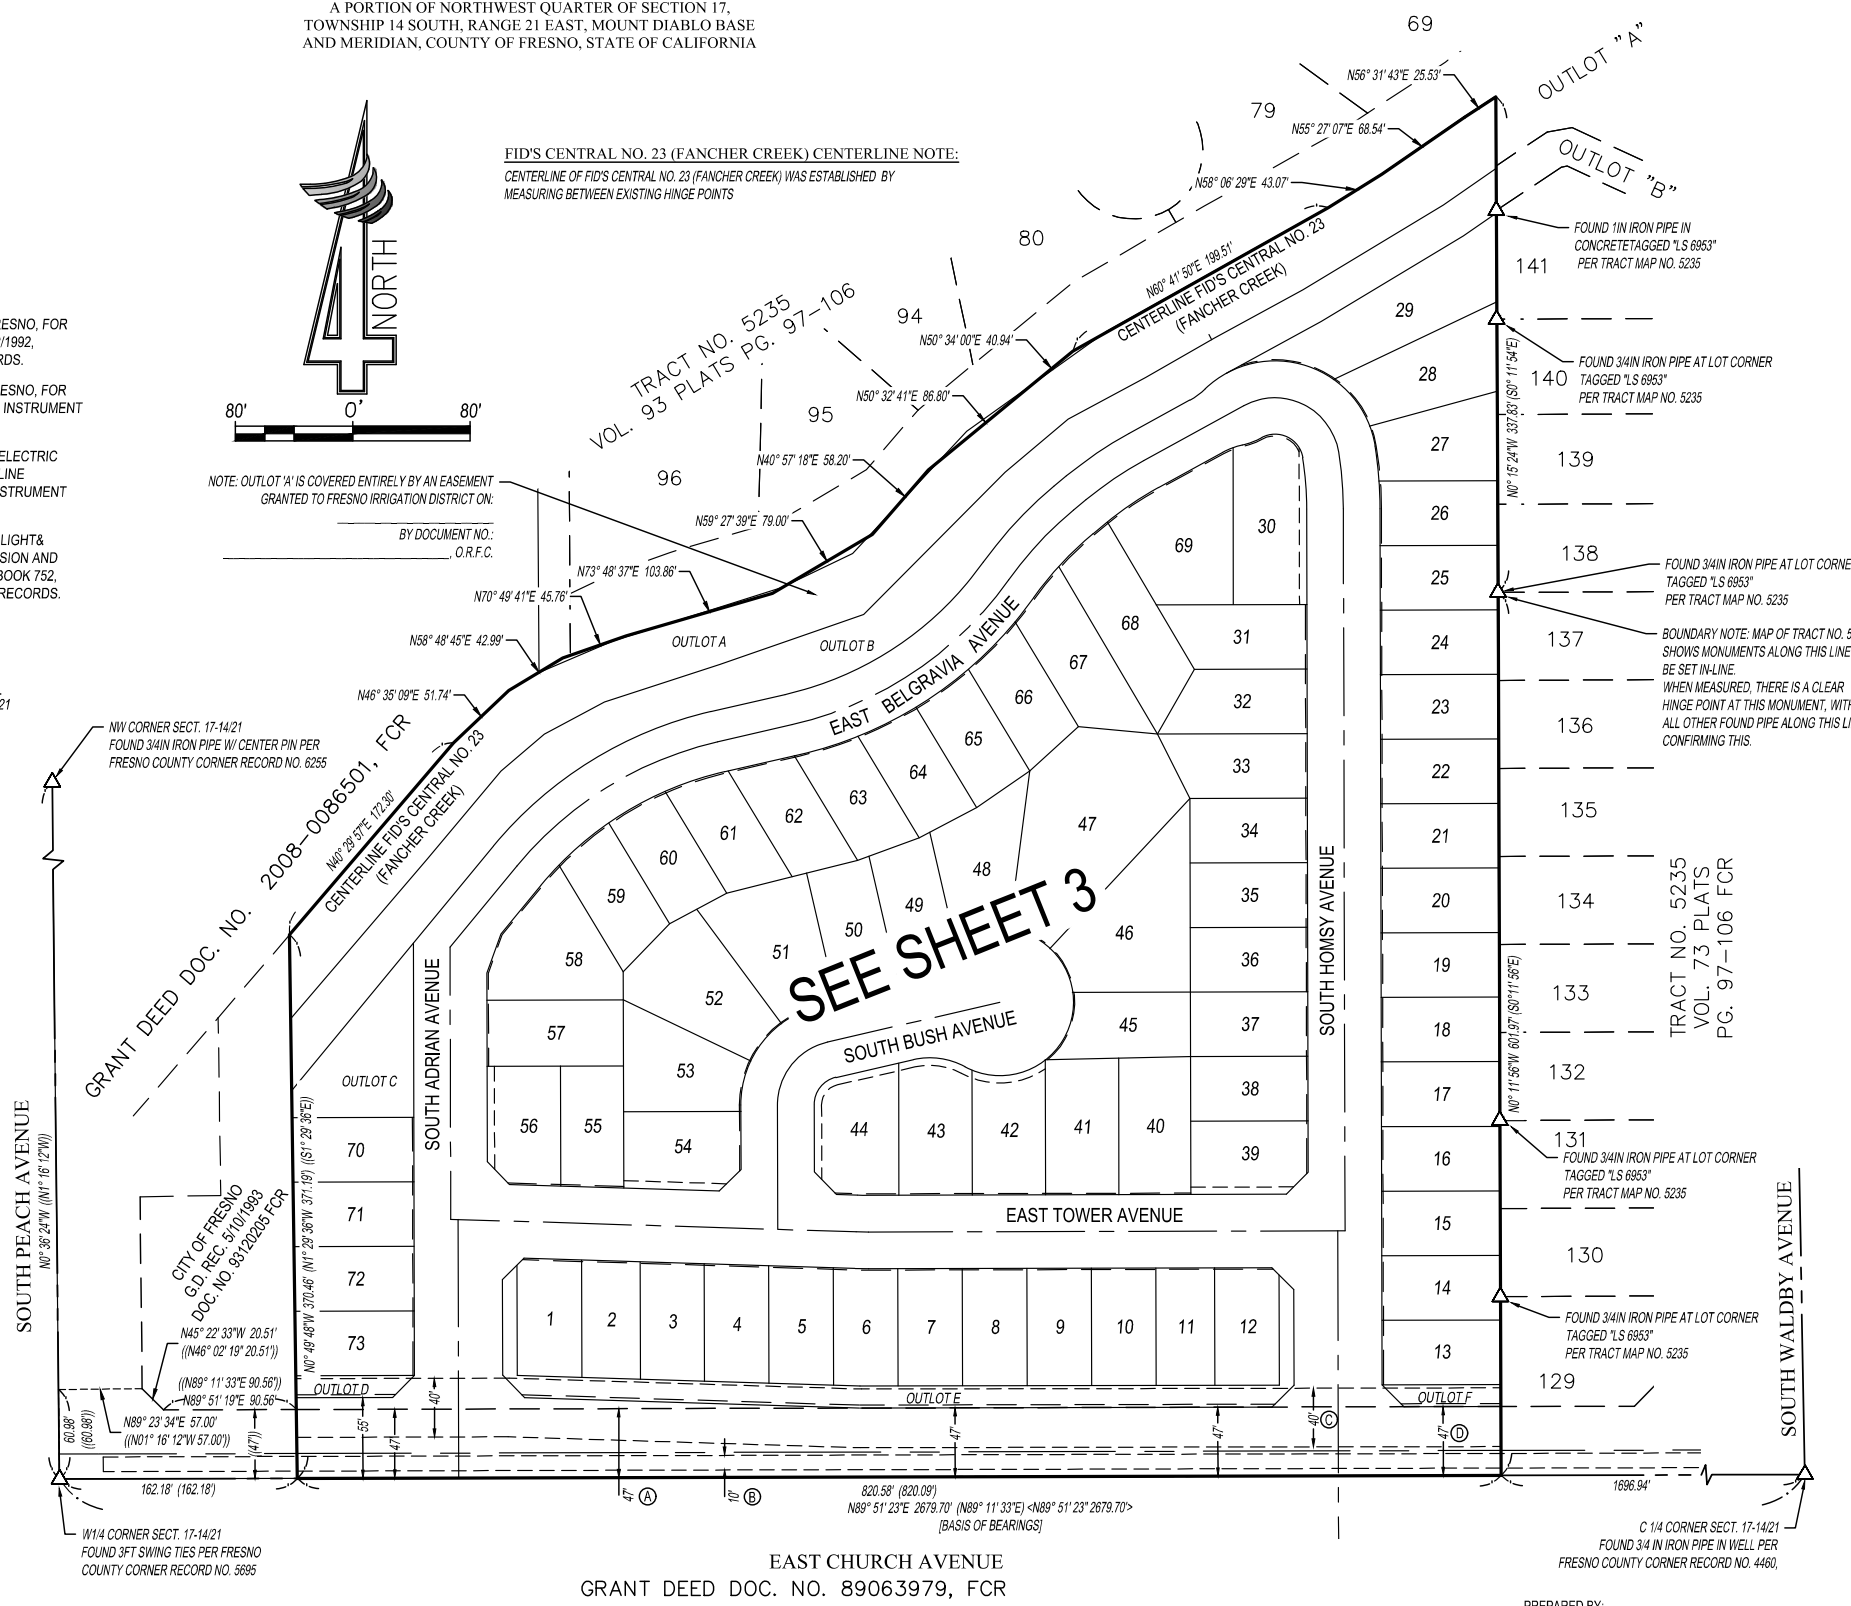 A PORTION OF NORTHWEST QUARTER OF SECTION 17,
TOWNSHIP 14 SOUTH, RANGE 21 EAST, MOUNT DIABLO BASE
AND MERIDIAN, COUNTY OF FRESNO, STATE OF CALIFORNIA
NORTH
80'
0'
80'
FID'S CENTRAL NO. 23 (FANCHER CREEK) CENTERLINE NOTE:
CENTERLINE OF FID'S CENTRAL NO. 23 (FANCHER CREEK) WAS ESTABLISHED BY
MEASURING BETWEEN EXISTING HINGE POINTS
RESNO, FOR
/1992,
RDS.
ESNO, FOR
INSTRUMENT
ELECTRIC
LINE
STRUMENT
LIGHT&
SION AND
BOOK 752,
RECORDS.
21
NOTE: OUTLOT 'A' IS COVERED ENTIRELY BY AN EASEMENT
GRANTED TO FRESNO IRRIGATION DISTRICT ON:
BY DOCUMENT NO.:
, O.R.F.C.
TRACT NO. 5235
VOL. 93 PLATS PG. 97-106
69
79
80
94
95
96
OUTLOT "A"
OUTLOT "B"
N56° 31' 43"E 25.53'
N55° 27' 07"E 68.54'
N58° 06' 29"E 43.07'
N60° 41' 50"E 199.51'
CENTERLINE FID'S CENTRAL NO. 23
(FANCHER CREEK)
N50° 34' 00"E 40.94'
N50° 32' 41"E 86.80'
N40° 57' 18"E 58.20'
N59° 27' 39"E 79.00'
N73° 48' 37"E 103.86'
N70° 49' 41"E 45.76'
N58° 48' 45"E 42.99'
N46° 35' 09"E 51.74'
N40° 29' 57"E 172.30'
CENTERLINE FID'S CENTRAL NO. 23
(FANCHER CREEK)
GRANT DEED DOC. NO. 2008-0086501, FCR
NW CORNER SECT. 17-14/21
FOUND 3/4IN IRON PIPE W/ CENTER PIN PER
FRESNO COUNTY CORNER RECORD NO. 6255
FOUND 1IN IRON PIPE IN
CONCRETETAGGED "LS 6953"
PER TRACT MAP NO. 5235
141
FOUND 3/4IN IRON PIPE AT LOT CORNER
TAGGED "LS 6953"
PER TRACT MAP NO. 5235
140
139
138
FOUND 3/4IN IRON PIPE AT LOT CORNE
TAGGED "LS 6953"
PER TRACT MAP NO. 5235
BOUNDARY NOTE: MAP OF TRACT NO. 5
SHOWS MONUMENTS ALONG THIS LINE
BE SET IN-LINE.
WHEN MEASURED, THERE IS A CLEAR
HINGE POINT AT THIS MONUMENT, WITH
ALL OTHER FOUND PIPE ALONG THIS LI
CONFIRMING THIS.
137
136
135
134
133
132
131
130
129
TRACT NO. 5235
VOL. 73 PLATS
PG. 97-106 FCR
FOUND 3/4IN IRON PIPE AT LOT CORNER
TAGGED "LS 6953"
PER TRACT MAP NO. 5235
FOUND 3/4IN IRON PIPE AT LOT CORNER
TAGGED "LS 6953"
PER TRACT MAP NO. 5235
N0° 15' 24"W 337.83' (S0° 11' 54"E)
N0° 11' 56"W 601.97' (S0°11' 56"E)
OUTLOT A
OUTLOT B
OUTLOT C
OUTLOT D
OUTLOT E
OUTLOT F
EAST BELGRAVIA AVENUE
SOUTH HOMSY AVENUE
SOUTH ADRIAN AVENUE
SOUTH BUSH AVENUE
EAST TOWER AVENUE
SEE SHEET 3
29
28
27
26
25
24
23
22
21
20
19
18
17
16
15
14
13
30
31
32
33
34
35
36
37
38
39
69
68
67
66
65
64
63
62
61
60
59
58
57
56
55
54
53
52
51
50
49
48
47
46
45
44
43
42
41
40
70
71
72
73
1
2
3
4
5
6
7
8
9
10
11
12
SOUTH PEACH AVENUE
N0° 36' 24"W ((N1° 16' 12"W))
CITY OF FRESNO
G.D. REC. 5/10/1993
DOC. NO. 93120205 FCR
N0° 49' 48"W 370.46' (N1° 29' 36"W 371.19') ((S1° 29' 36"E))
N45° 22' 33"W 20.51'
((N46° 02' 19" 20.51'))
((N89° 11' 33"E 90.56'))
N89° 51' 19"E 90.56'
N89° 23' 34"E 57.00'
((N01° 16' 12"W 57.00'))
60.98'
((60.98'))
((47'))
55'
47'
40'
47'
A
10'
B
47'
47'
40'
C
47'
D
162.18' (162.18')
820.58' (820.09')
N89° 51' 23"E 2679.70' (N89° 11' 33"E) <N89° 51' 23" 2679.70'>
[BASIS OF BEARINGS]
1696.94'
SOUTH WALDBY AVENUE
W1/4 CORNER SECT. 17-14/21
FOUND 3FT SWING TIES PER FRESNO
COUNTY CORNER RECORD NO. 5695
EAST CHURCH AVENUE
GRANT DEED DOC. NO. 89063979, FCR
C 1/4 CORNER SECT. 17-14/21
FOUND 3/4 IN IRON PIPE IN WELL PER
FRESNO COUNTY CORNER RECORD NO. 4460,
PREPARED BY: